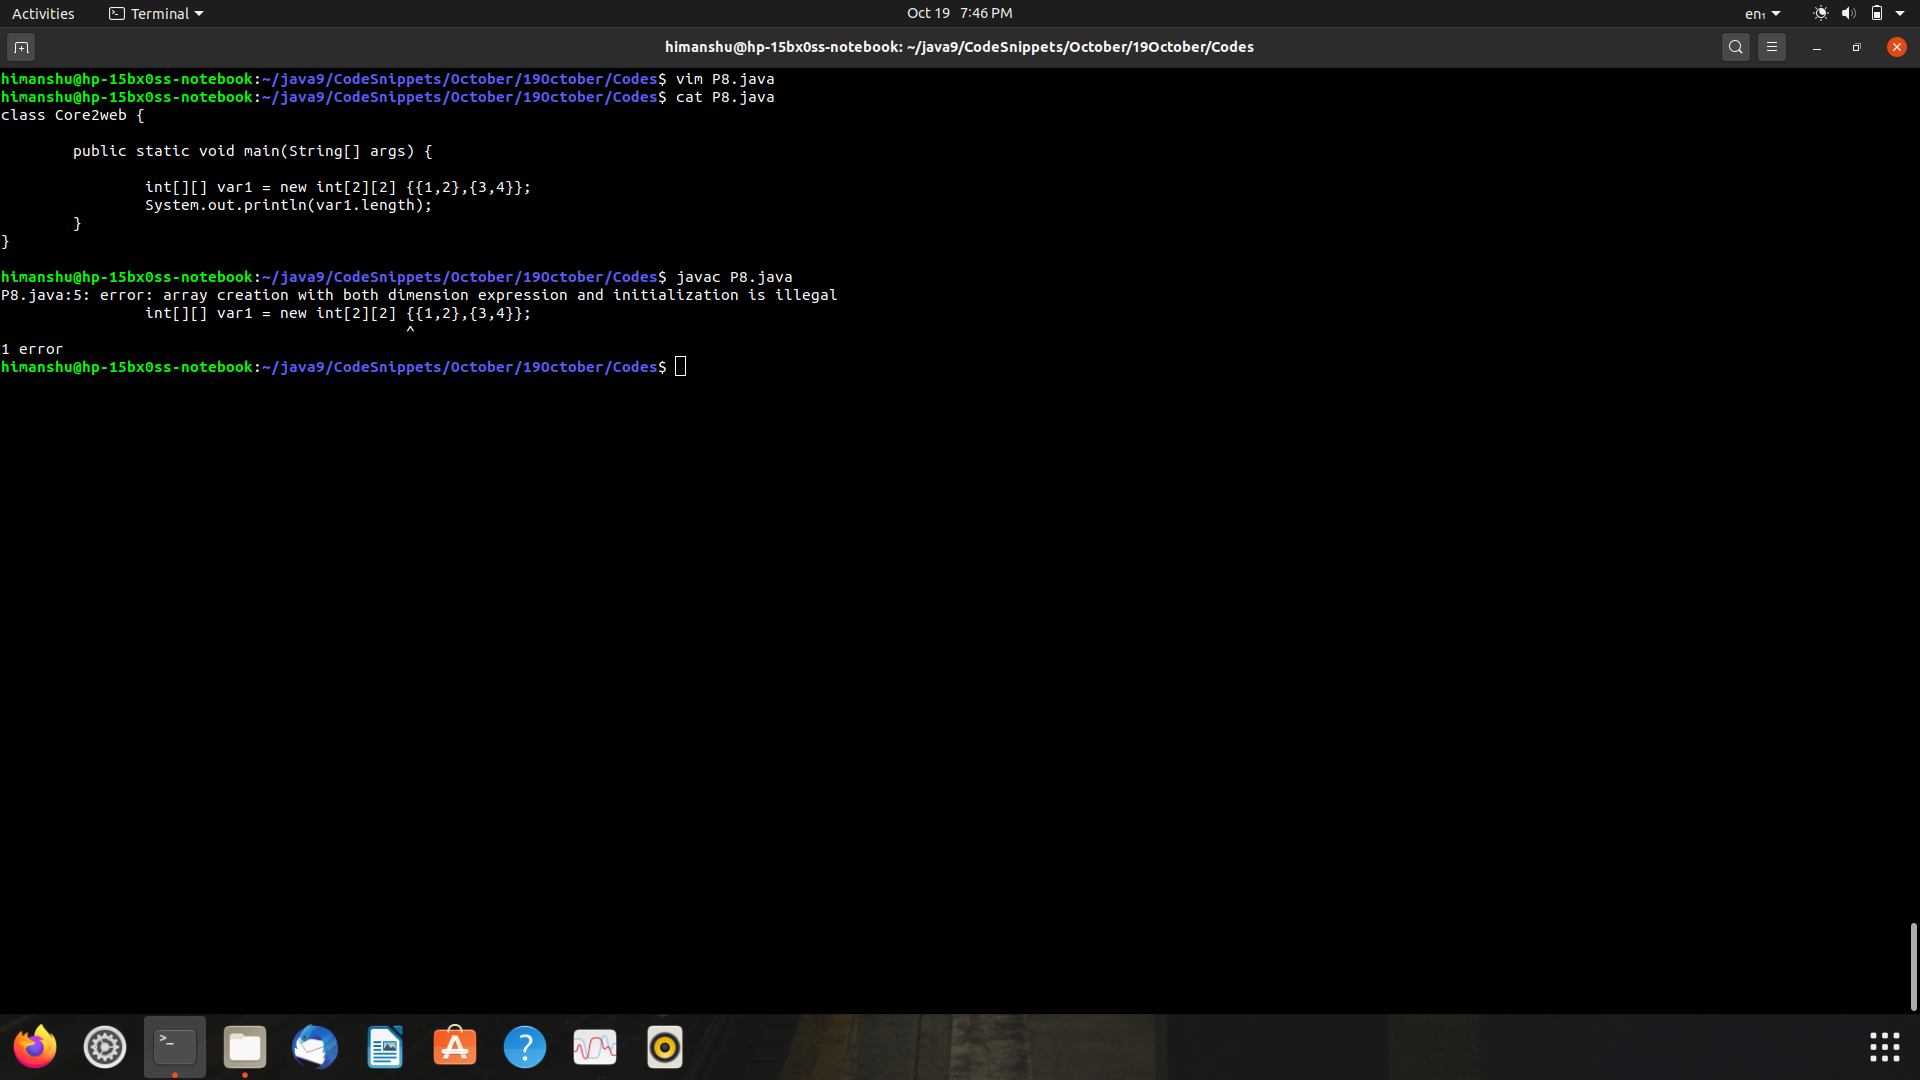 Activities Terminal Oct 19 7:46 PM en₁
himanshu@hp-15bx0ss-notebook: ~/java9/CodeSnippets/October/19October/Codes
himanshu@hp-15bx0ss-notebook:~/java9/CodeSnippets/October/19October/Codes$ vim P8.java
himanshu@hp-15bx0ss-notebook:~/java9/CodeSnippets/October/19October/Codes$ cat P8.java
class Core2web {
public static void main(String[] args) {
int[][] var1 = new int[2][2] {{1,2},{3,4}};
System.out.println(var1.length);
}
}
himanshu@hp-15bx0ss-notebook:~/java9/CodeSnippets/October/19October/Codes$ javac P8.java
P8.java:5: error: array creation with both dimension expression and initialization is illegal
int[][] var1 = new int[2][2] {{1,2},{3,4}};
^
1 error
himanshu@hp-15bx0ss-notebook:~/java9/CodeSnippets/October/19October/Codes$